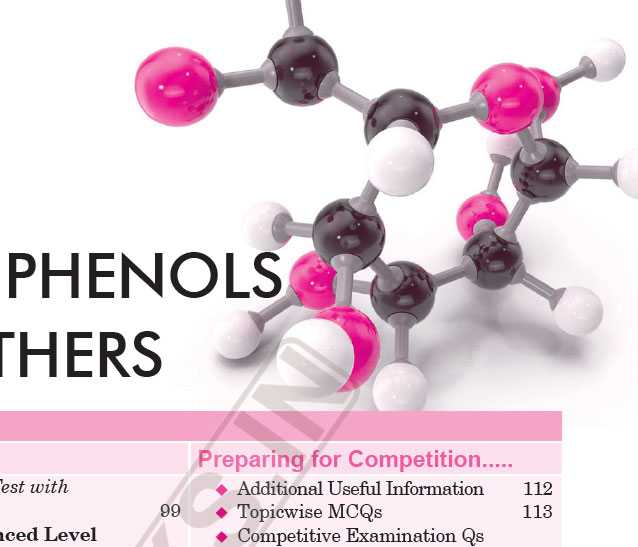 PHENOLS
THERS
Preparing for Competition.....
Test with
Additional Useful Information 112
99
Topicwise MCQs 113
nced Level
Competitive Examination Qs